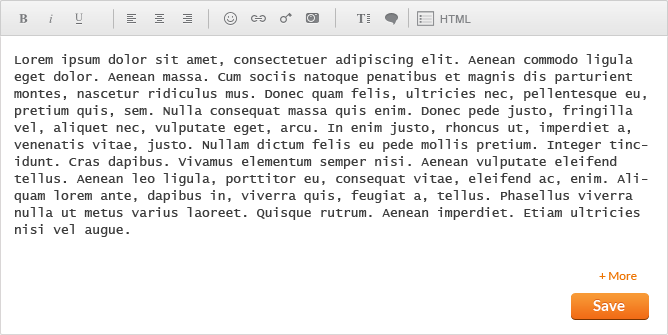 B i U T HTML
Lorem ipsum dolor sit amet, consectetuer adipiscing elit. Aenean commodo ligula
eget dolor. Aenean massa. Cum sociis natoque penatibus et magnis dis parturient
montes, nascetur ridiculus mus. Donec quam felis, ultricies nec, pellentesque eu,
pretium quis, sem. Nulla consequat massa quis enim. Donec pede justo, fringilla
vel, aliquet nec, vulputate eget, arcu. In enim justo, rhoncus ut, imperdiet a,
venenatis vitae, justo. Nullam dictum felis eu pede mollis pretium. Integer tinc-
idunt. Cras dapibus. Vivamus elementum semper nisi. Aenean vulputate eleifend
tellus. Aenean leo ligula, porttitor eu, consequat vitae, eleifend ac, enim. Ali-
quam lorem ante, dapibus in, viverra quis, feugiat a, tellus. Phasellus viverra
nulla ut metus varius laoreet. Quisque rutrum. Aenean imperdiet. Etiam ultricies
nisi vel augue.
+ More
Save